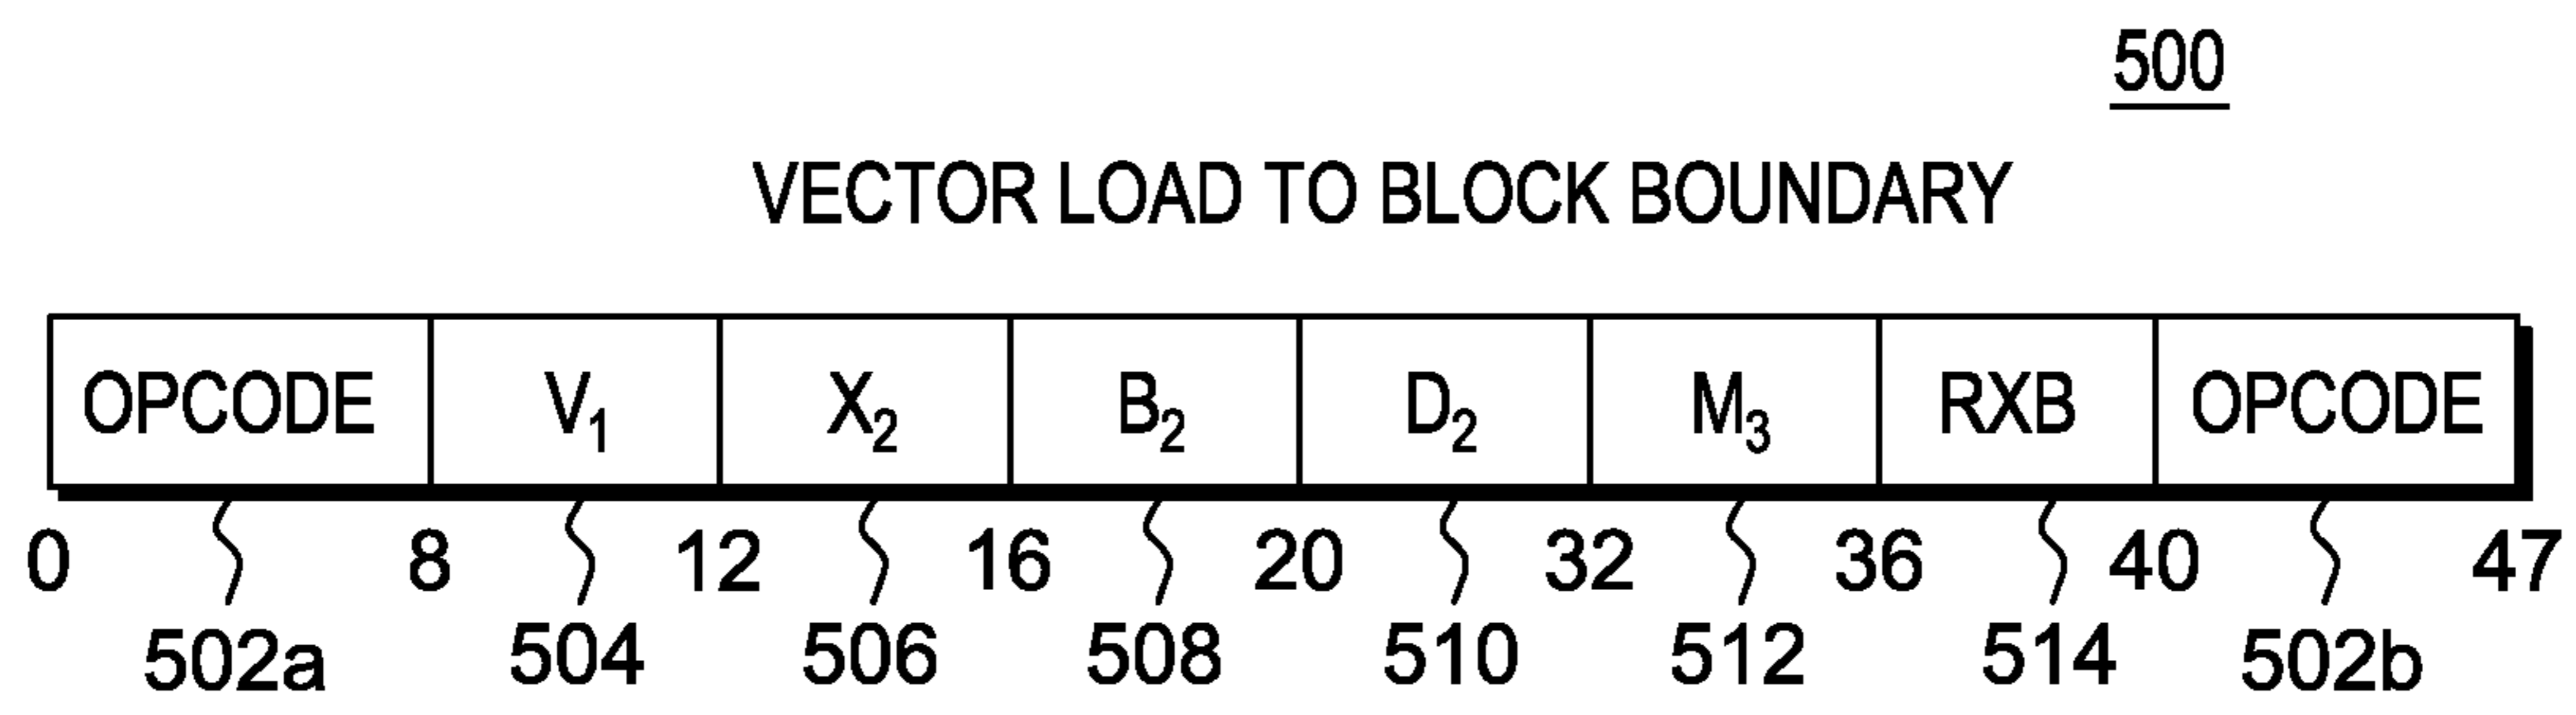 500
VECTOR LOAD TO BLOCK BOUNDARY
OPCODE V₁ X₂ B₂ D₂ M₃ RXB OPCODE
0 8 12 16 20 32 36 40 47
502a 504 506 508 510 512 514 502b